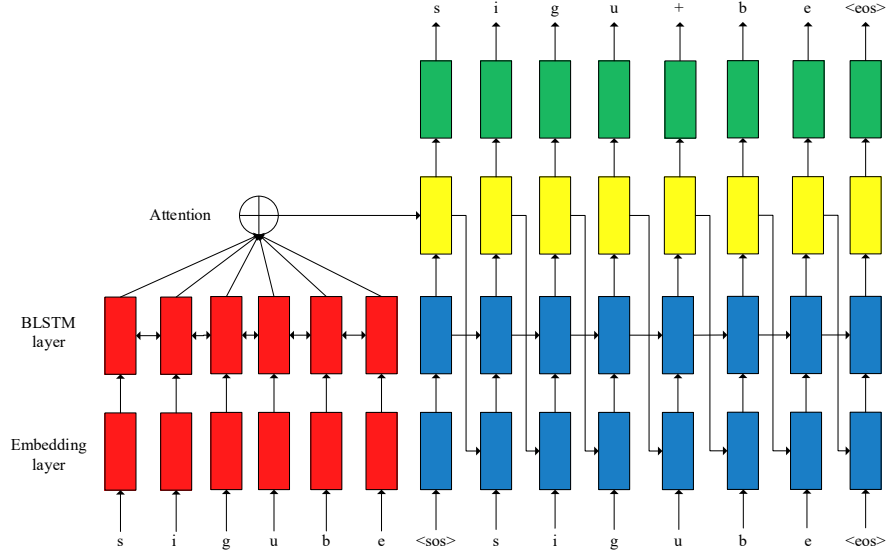 s i g u + b e <eos>
Attention
BLSTM
layer
Embedding
layer
s i g u b e <sos> s i g u b e <eos>